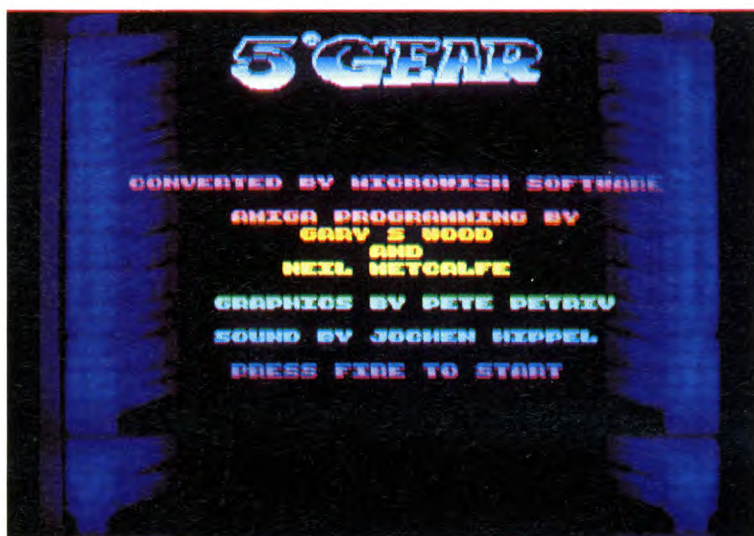 5° GEAR
CONVERTED BY MICROWISH SOFTWARE
AMIGA PROGRAMMING BY
GARY S WOOD
AND
NEIL METCALFE
GRAPHICS BY PETE PETRIV
SOUND BY JOCHEN HIPPEL
PRESS FIRE TO START